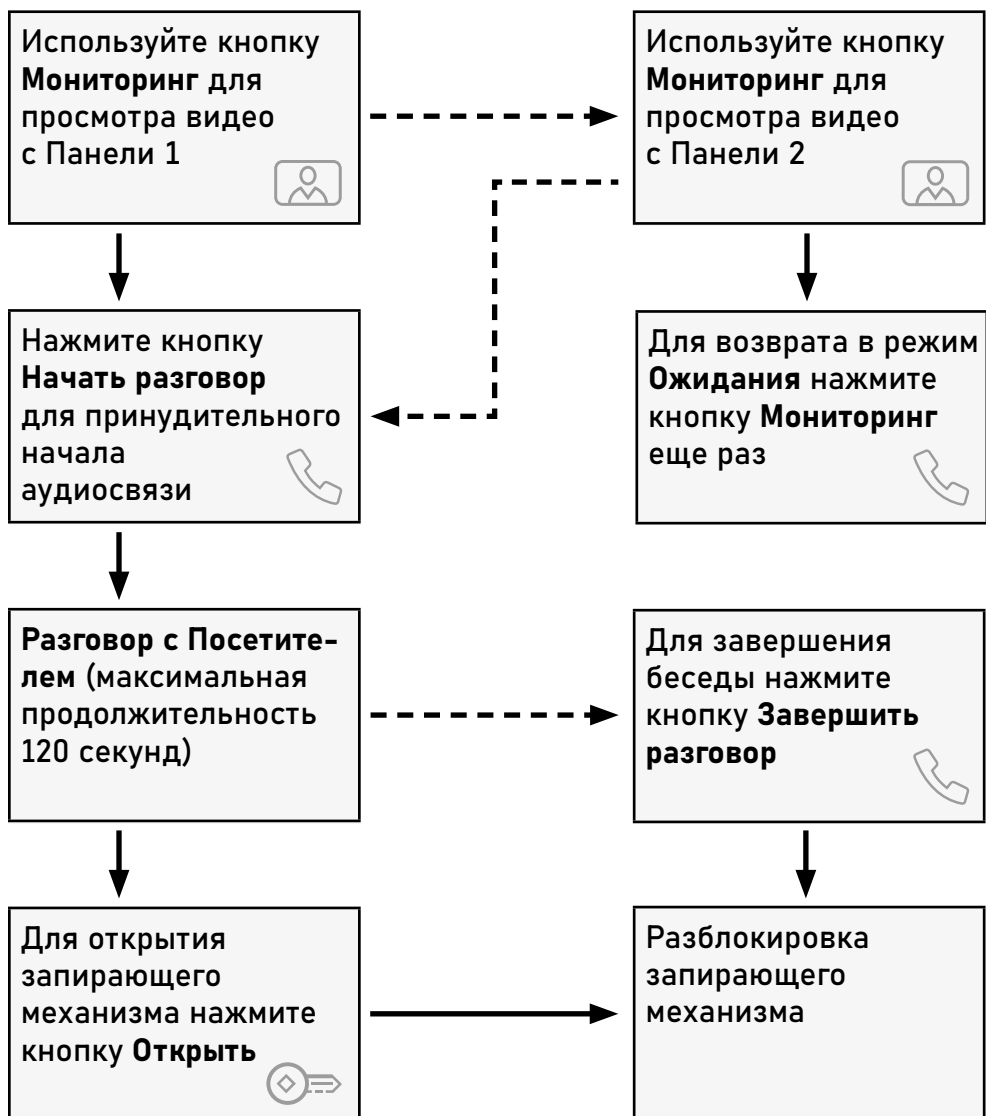 Используйте кнопку
Мониторинг для
просмотра видео
с Панели 1
Используйте кнопку
Мониторинг для
просмотра видео
с Панели 2
Нажмите кнопку
Начать разговор
для принудительного
начала
аудиосвязи
Для возврата в режим
Ожидания нажмите
кнопку Мониторинг
еще раз
Разговор с Посетите-
лем (максимальная
продолжительность
120 секунд)
Для завершения
беседы нажмите
кнопку Завершить
разговор
Для открытия
запирающего
механизма нажмите
кнопку Открыть
Разблокировка
запирающего
механизма